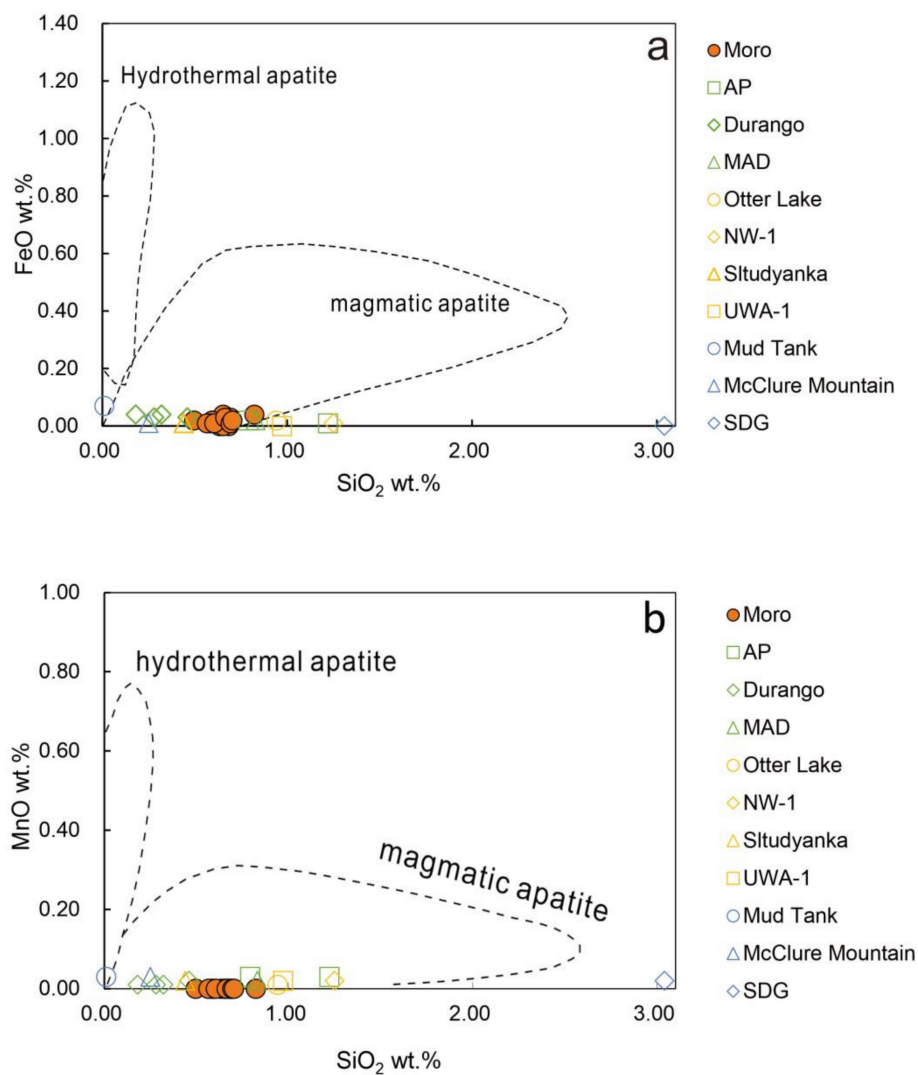 a
1.40
1.20
1.00
0.80
0.60
0.40
0.20
0.00
FeO wt.%
Hydrothermal apatite
magmatic apatite
0.00 1.00 2.00 3.00
SiO2 wt.%
Moro
AP
Durango
MAD
Otter Lake
NW-1
Sltudyanka
UWA-1
Mud Tank
McClure Mountain
SDG
b
1.00
0.80
0.60
0.40
0.20
0.00
MnO wt.%
hydrothermal apatite
magmatic apatite
0.00 1.00 2.00 3.00
SiO2 wt.%
Moro
AP
Durango
MAD
Otter Lake
NW-1
Sltudyanka
UWA-1
Mud Tank
McClure Mountain
SDG